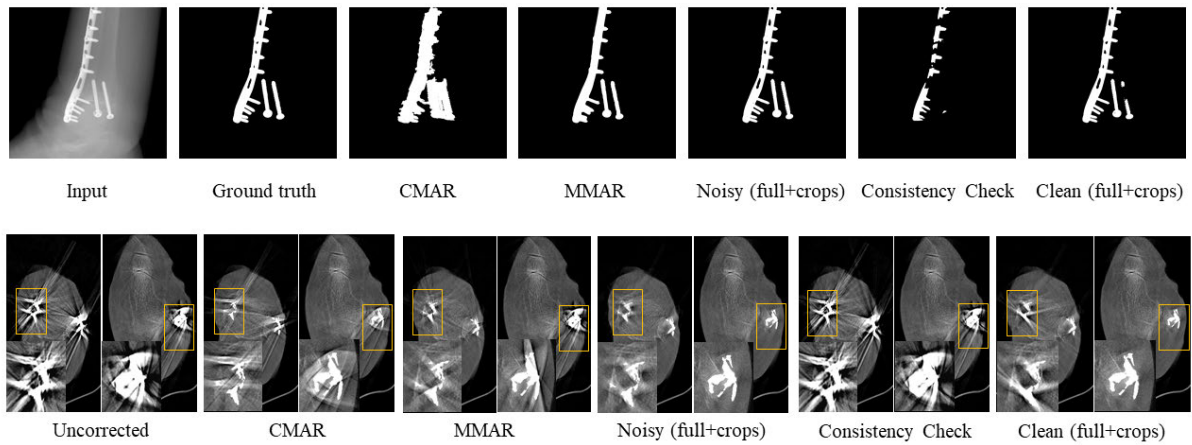 Input Ground truth CMAR MMAR Noisy (full+crops) Consistency Check Clean (full+crops)
Uncorrected CMAR MMAR Noisy (full+crops) Consistency Check Clean (full+crops)